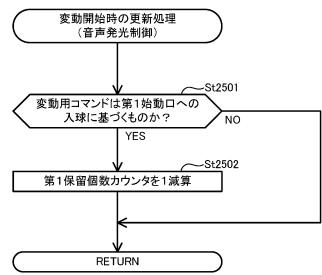 変動開始時の更新処理
（音声発光制御）
St2501
変動用コマンドは第1始動口への
入球に基づくものか？
NO
YES
St2502
第1保留個数カウンタを1減算
RETURN